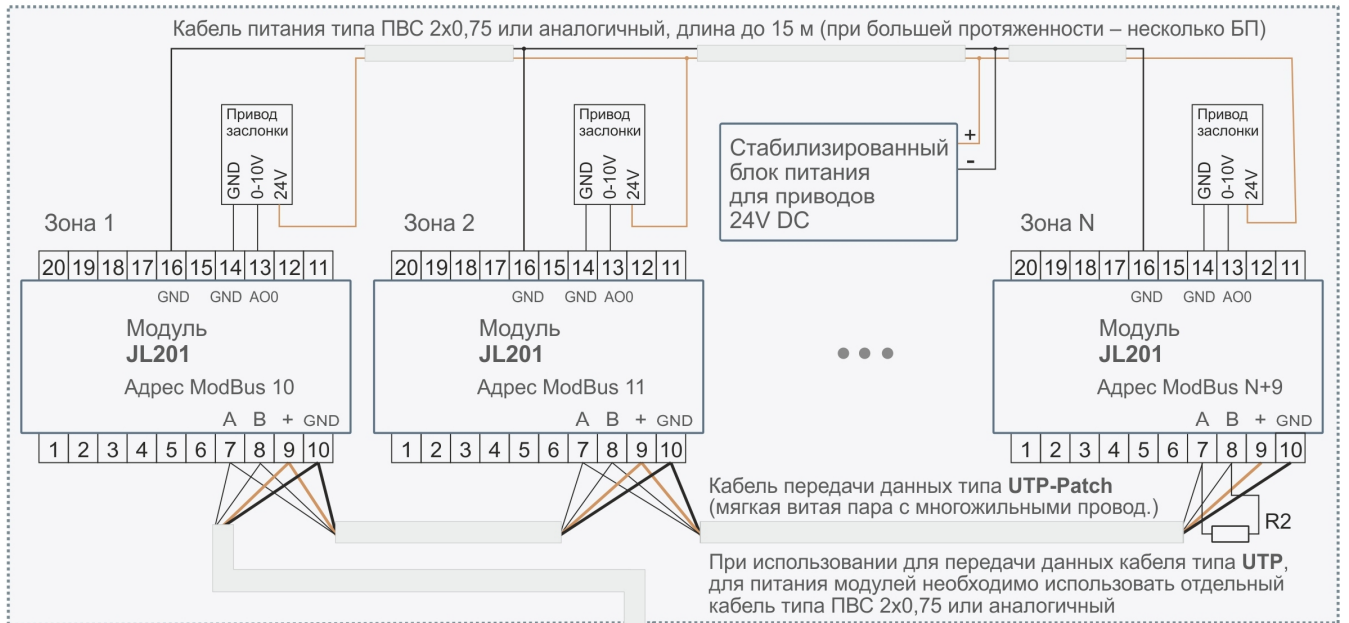 Кабель питания типа ПВС 2х0,75 или аналогичный, длина до 15 м (при большей протяженности – несколько БП)
Привод
заслонки
GND
0-10V
24V
Привод
заслонки
GND
0-10V
24V
Стабилизированный
блок питания
для приводов
24V DC
+
-
Привод
заслонки
GND
0-10V
24V
Зона 1
Зона 2
Зона N
20 19 18 17 16 15 14 13 12 11
GND GND AO0
Модуль
JL201
Адрес ModBus 10
A B + GND
1 2 3 4 5 6 7 8 9 10
20 19 18 17 16 15 14 13 12 11
GND GND AO0
Модуль
JL201
Адрес ModBus 11
A B + GND
1 2 3 4 5 6 7 8 9 10
20 19 18 17 16 15 14 13 12 11
GND GND AO0
Модуль
JL201
Адрес ModBus N+9
A B + GND
1 2 3 4 5 6 7 8 9 10
Кабель передачи данных типа UTP-Patch
(мягкая витая пара с многожильными провод.)
R2
При использовании для передачи данных кабеля типа UTP,
для питания модулей необходимо использовать отдельный
кабель типа ПВС 2х0,75 или аналогичный